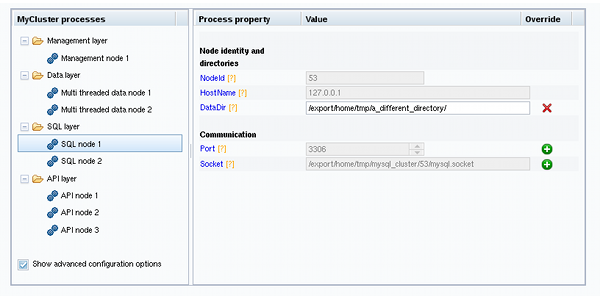 MyCluster processes
Management layer
Management node 1
Data layer
Multi threaded data node 1
Multi threaded data node 2
SQL layer
SQL node 1
SQL node 2
API layer
API node 1
API node 2
API node 3
Show advanced configuration options
Process property Value Override
Node identity and
directories
NodeId [?] 53
HostName [?] 127.0.0.1
DataDir [?] /export/home/tmp/a_different_directory/
Communication
Port [?] 3306
Socket [?] /export/home/tmp/mysql_cluster/53/mysql.socket